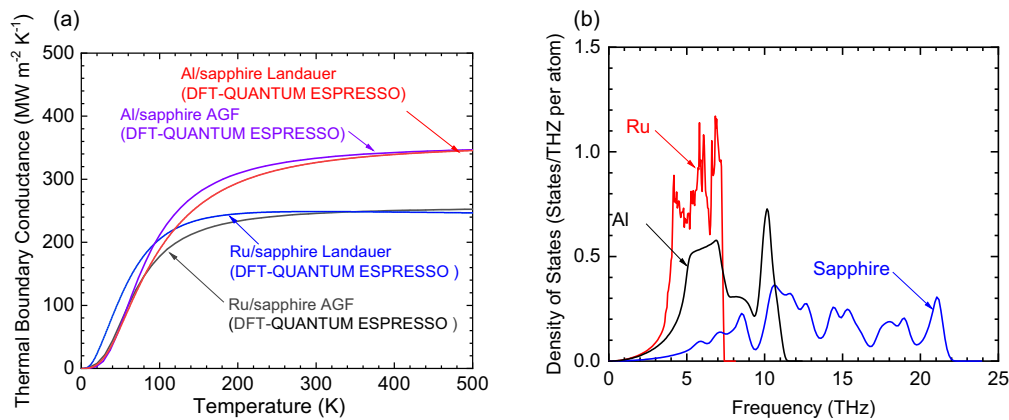 (a)
Thermal Boundary Conductance (MW m⁻² K⁻¹)
500
400
300
200
100
0
0
100
200
300
400
500
Temperature (K)
Al/sapphire Landauer
(DFT-QUANTUM ESPRESSO)
Al/sapphire AGF
(DFT-QUANTUM ESPRESSO)
Ru/sapphire Landauer
(DFT-QUANTUM ESPRESSO )
Ru/sapphire AGF
(DFT-QUANTUM ESPRESSO )
(b)
Density of States (States/THZ per atom)
1.5
1.0
0.5
0.0
0
5
10
15
20
25
Frequency (THz)
Ru
Al
Sapphire